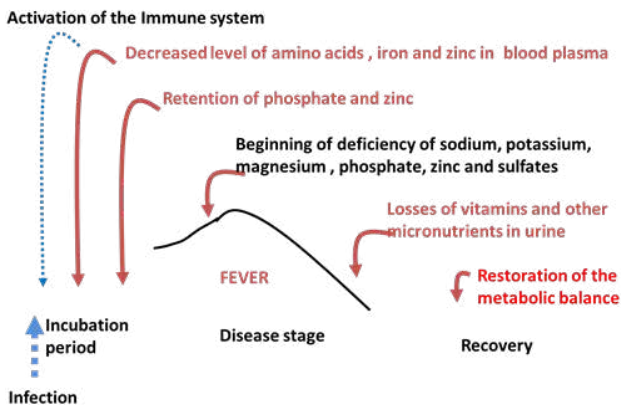 Activation of the Immune system
Decreased level of amino acids , iron and zinc in blood plasma
Retention of phosphate and zinc
Beginning of deficiency of sodium, potassium,
magnesium , phosphate, zinc and sulfates
Losses of vitamins and other
micronutrients in urine
FEVER
Restoration of the
metabolic balance
Incubation
period
Disease stage
Recovery
Infection